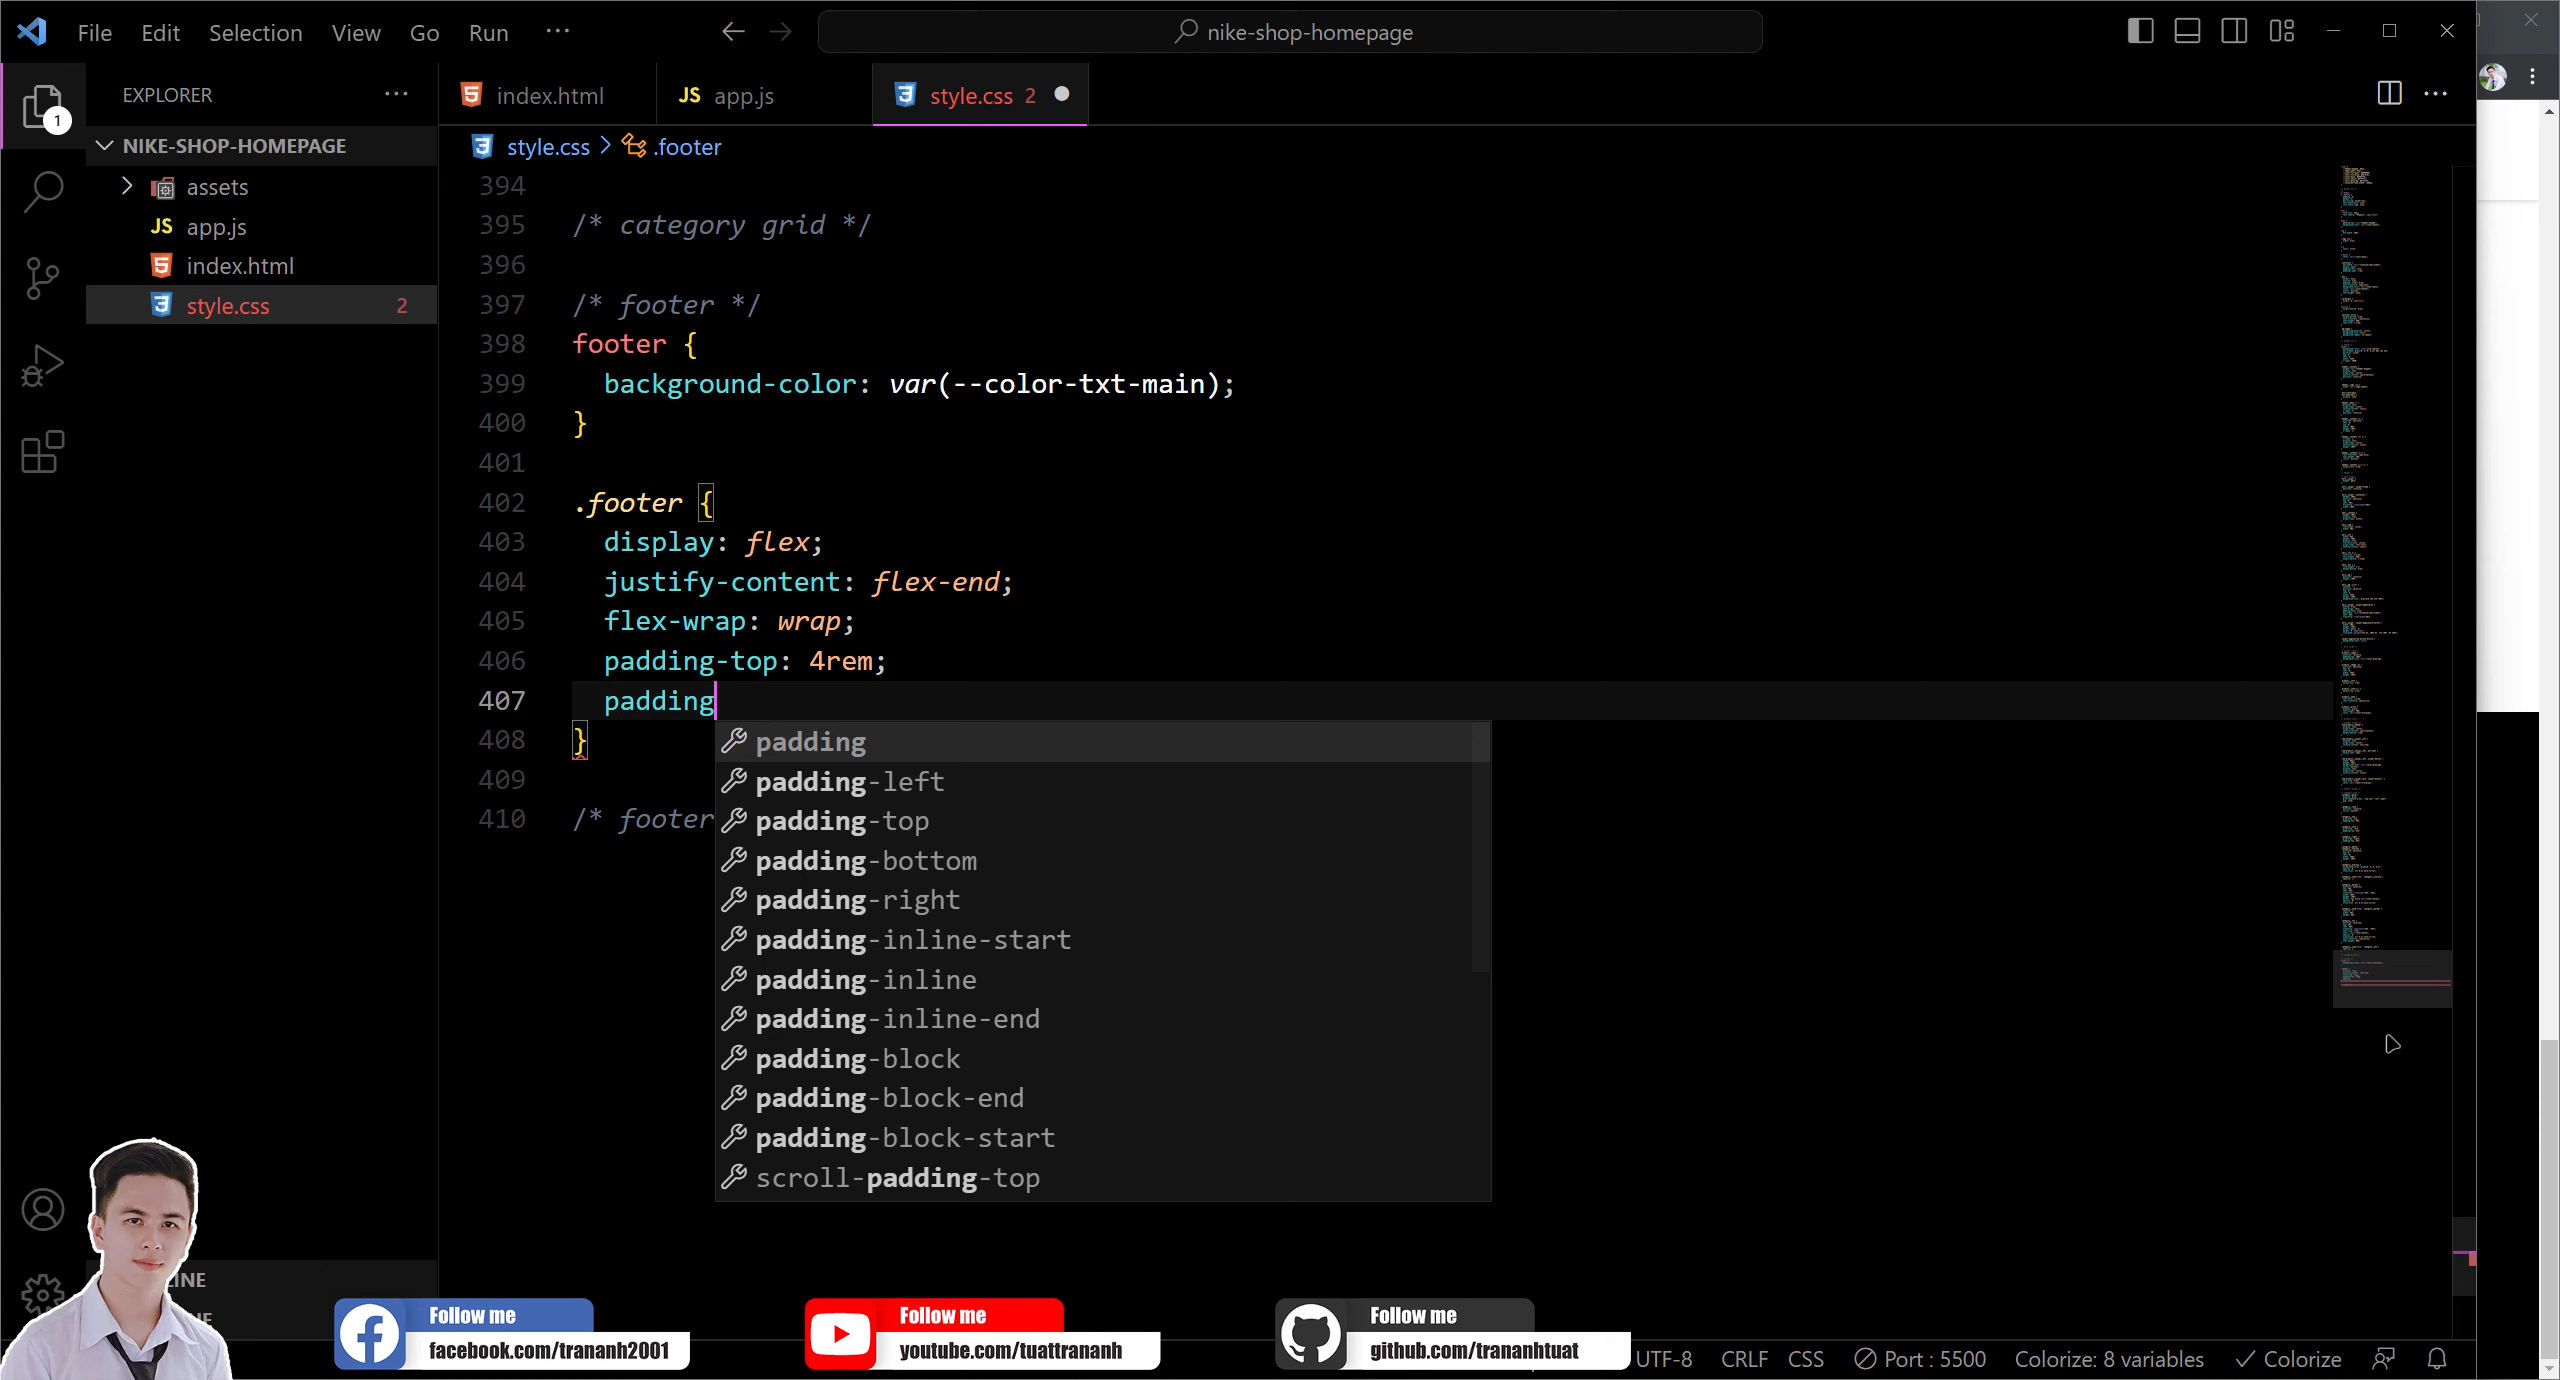 File Edit Selection View Go Run ···
nike-shop-homepage
EXPLORER ···
index.html
JS app.js
style.css 2
1
NIKE-SHOP-HOMEPAGE
style.css > .footer
assets
JS app.js
index.html
style.css 2
394
395 /* category grid */
396
397 /* footer */
398 footer {
399 background-color: var(--color-txt-main);
400 }
401
402 .footer {
403 display: flex;
404 justify-content: flex-end;
405 flex-wrap: wrap;
406 padding-top: 4rem;
407 padding
408 }
409
410 /* footer
padding
padding-left
padding-top
padding-bottom
padding-right
padding-inline-start
padding-inline
padding-inline-end
padding-block
padding-block-end
padding-block-start
scroll-padding-top
Follow me
facebook.com/trananh2001
Follow me
youtube.com/tuattrananh
Follow me
github.com/trananhtuat
UTF-8 CRLF CSS Port : 5500 Colorize: 8 variables Colorize